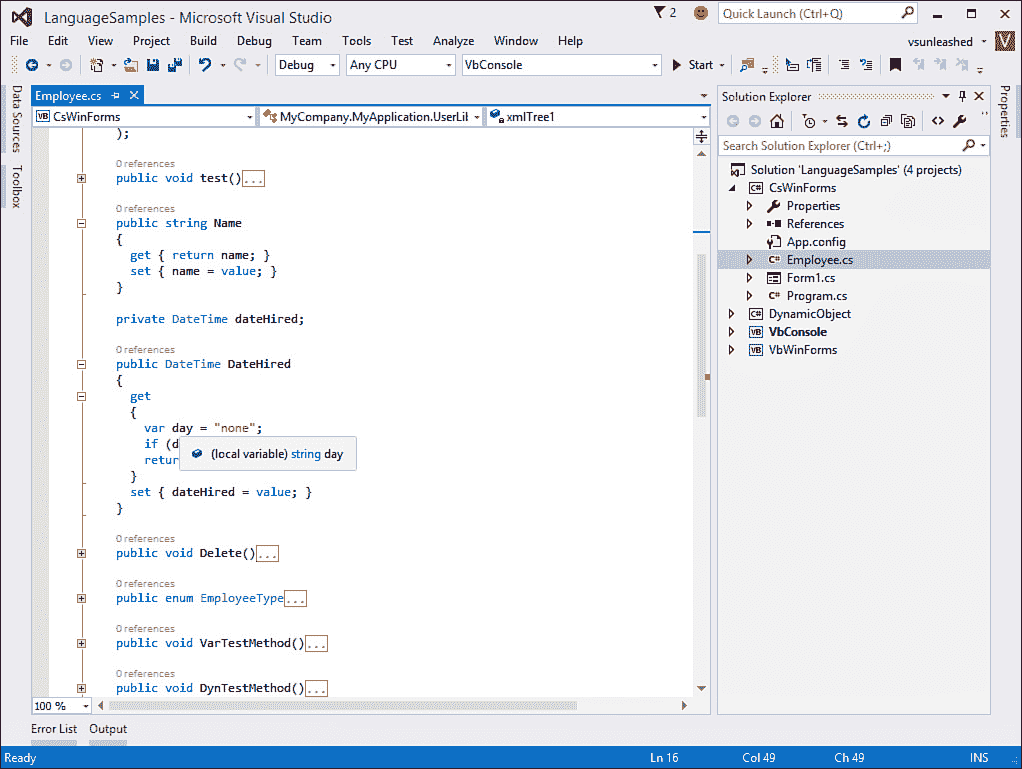 LanguageSamples - Microsoft Visual Studio
2
Quick Launch (Ctrl+Q)
File Edit View Project Build Debug Team Tools Test Analyze Window Help
vsunleashed
V
Debug
Any CPU
VbConsole
Start
Data Sources
Toolbox
Employee.cs
VB CsWinForms
MyCompany.MyApplication.UserLil
xmlTree1
);
0 references
public void test()...
0 references
public string Name
{
get { return name; }
set { name = value; }
}
private DateTime dateHired;
0 references
public DateTime DateHired
{
get
{
var day = "none";
if (d
retur
(local variable) string day
}
set { dateHired = value; }
}
0 references
public void Delete()...
0 references
public enum EmployeeType...
0 references
public void VarTestMethod()...
0 references
public void DynTestMethod()...
100 %
Solution Explorer
Search Solution Explorer (Ctrl+;)
Solution 'LanguageSamples' (4 projects)
C# CsWinForms
Properties
References
App.config
C# Employee.cs
Form1.cs
C# Program.cs
C# DynamicObject
VB VbConsole
VB VbWinForms
Properties
Error List Output
Ready
Ln 16
Col 49
Ch 49
INS